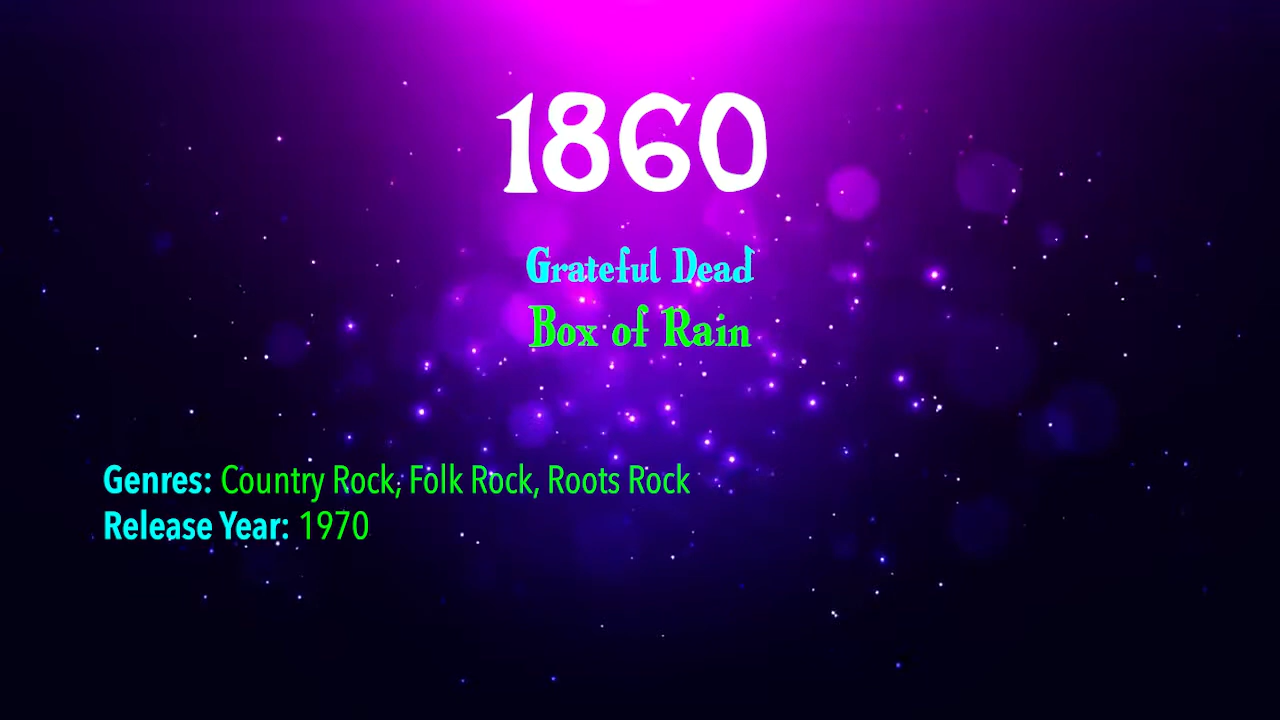 1860
Grateful Dead
Box of Rain
Genres: Country Rock, Folk Rock, Roots Rock
Release Year: 1970